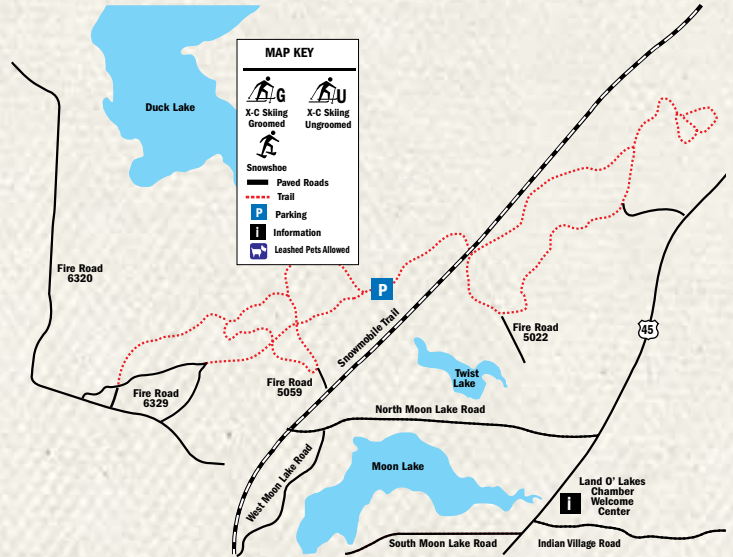 MAP KEY
G
U
X-C Skiing
Groomed
X-C Skiing
Ungroomed
Snowshoe
Paved Roads
Trail
P
Parking
i
Information
Leashed Pets Allowed
Duck Lake
Fire Road
6320
P
Snowmobile Trail
Fire Road
5022
45
Twist
Lake
Fire Road
5059
Fire Road
6329
North Moon Lake Road
West Moon Lake Road
Moon Lake
i
Land O' Lakes
Chamber
Welcome
Center
South Moon Lake Road
Indian Village Road